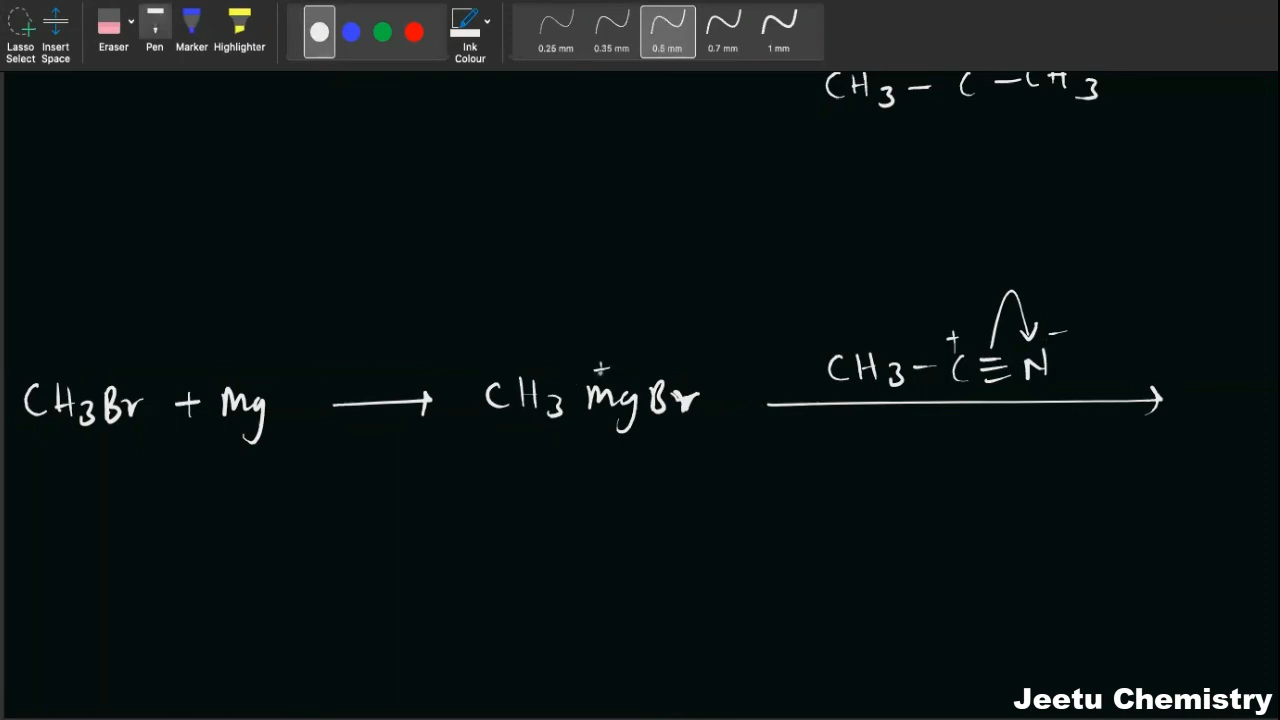 Lasso Select
Insert Space
Eraser
Pen
Marker
Highlighter
Ink Colour
0.25 mm
0.35 mm
0.5 mm
0.7 mm
1 mm
CH3 - C - CH3
CH3 - C≡N
+ -
CH3Br + Mg → CH3 MgBr →
+
Jeetu Chemistry